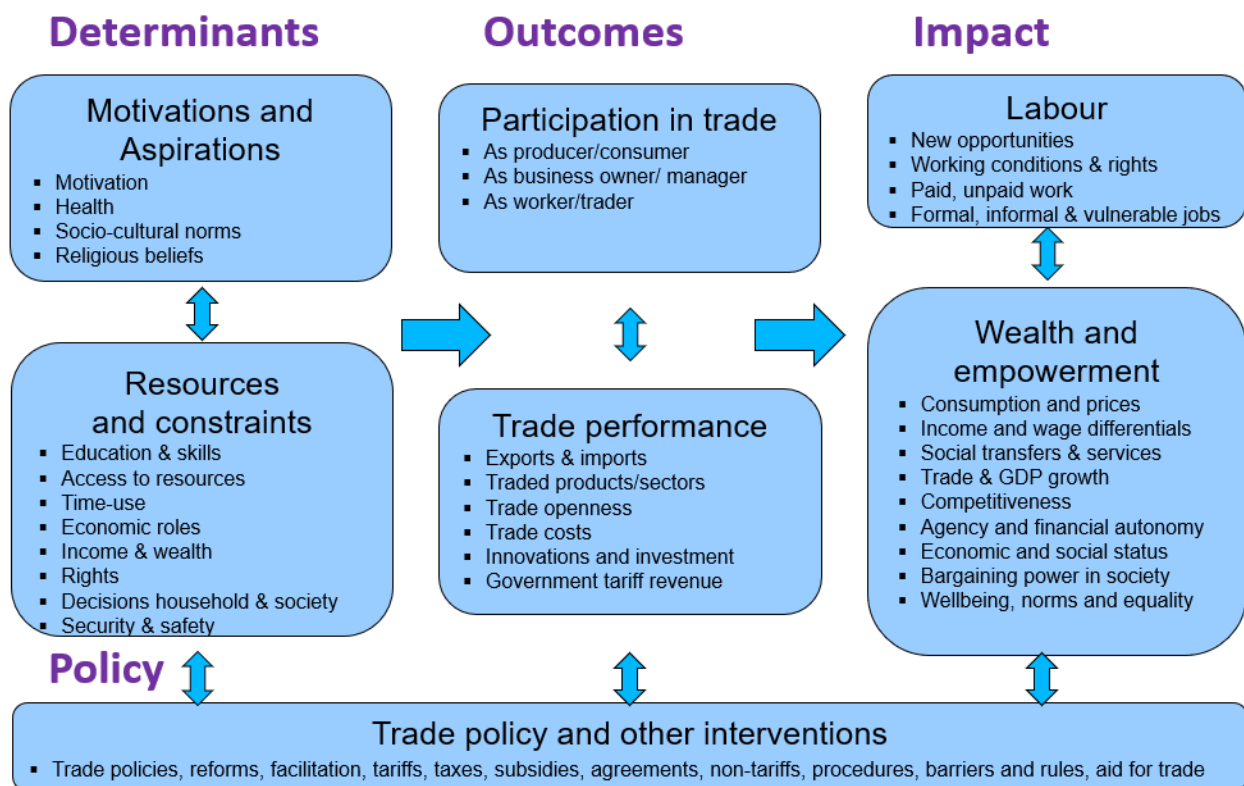 Determinants
Motivations and
Aspirations
▪ Motivation
▪ Health
▪ Socio-cultural norms
▪ Religious beliefs
Resources
and constraints
▪ Education & skills
▪ Access to resources
▪ Time-use
▪ Economic roles
▪ Income & wealth
▪ Rights
▪ Decisions household & society
▪ Security & safety
Outcomes
Participation in trade
▪ As producer/consumer
▪ As business owner/ manager
▪ As worker/trader
Trade performance
▪ Exports & imports
▪ Traded products/sectors
▪ Trade openness
▪ Trade costs
▪ Innovations and investment
▪ Government tariff revenue
Impact
Labour
▪ New opportunities
▪ Working conditions & rights
▪ Paid, unpaid work
▪ Formal, informal & vulnerable jobs
Wealth and
empowerment
▪ Consumption and prices
▪ Income and wage differentials
▪ Social transfers & services
▪ Trade & GDP growth
▪ Competitiveness
▪ Agency and financial autonomy
▪ Economic and social status
▪ Bargaining power in society
▪ Wellbeing, norms and equality
Policy
Trade policy and other interventions
▪ Trade policies, reforms, facilitation, tariffs, taxes, subsidies, agreements, non-tariffs, procedures, barriers and rules, aid for trade